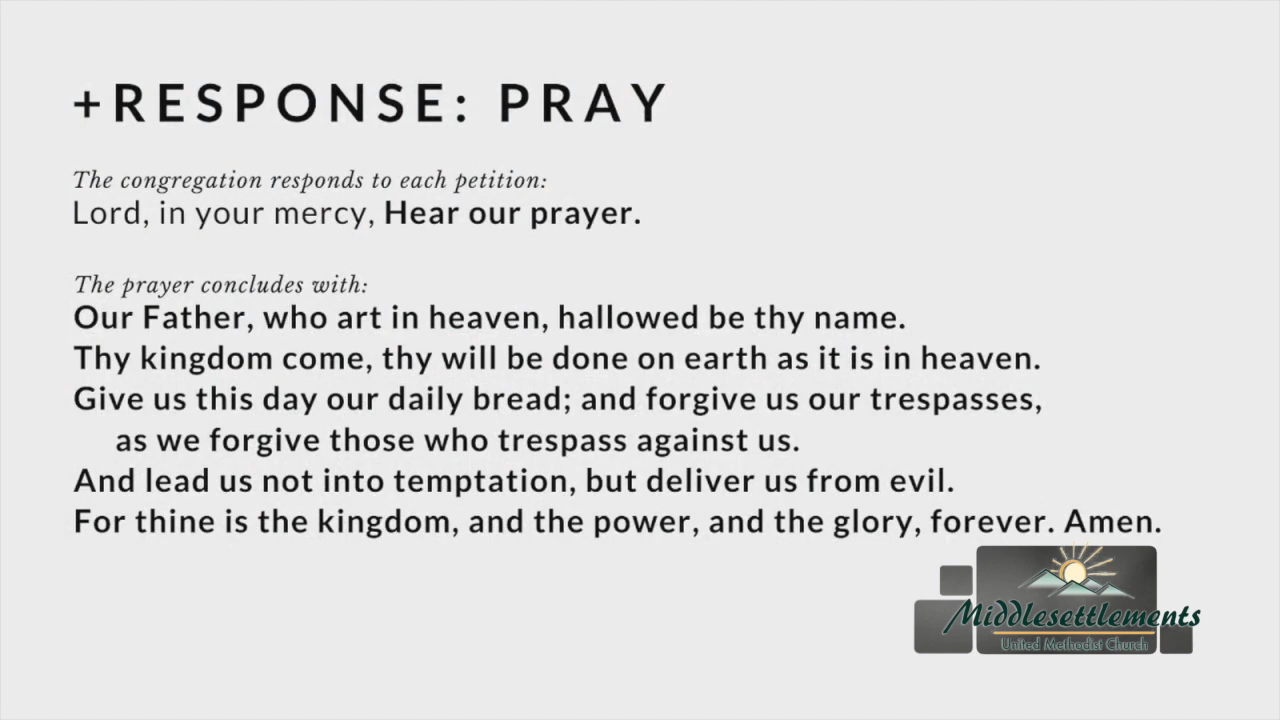 +RESPONSE: PRAY
The congregation responds to each petition:
Lord, in your mercy, Hear our prayer.
The prayer concludes with:
Our Father, who art in heaven, hallowed be thy name.
Thy kingdom come, thy will be done on earth as it is in heaven.
Give us this day our daily bread; and forgive us our trespasses,
as we forgive those who trespass against us.
And lead us not into temptation, but deliver us from evil.
For thine is the kingdom, and the power, and the glory, forever. Amen.
Middlesettlements
United Methodist Church